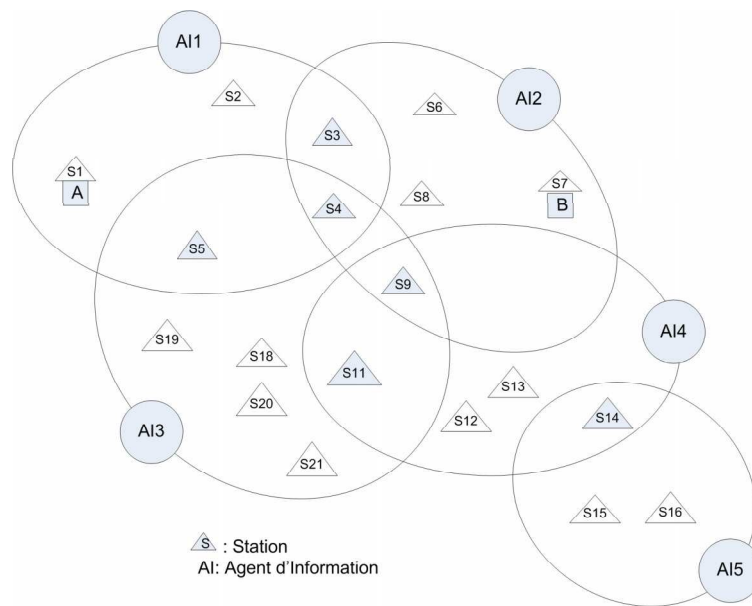 AI1
AI2
S2
S6
S3
S1
A
S7
B
S8
S4
S5
S9
AI4
S19
S18
S11
S13
S20
S12
S14
AI3
S21
S15
S16
S : Station
AI: Agent d'Information
AI5